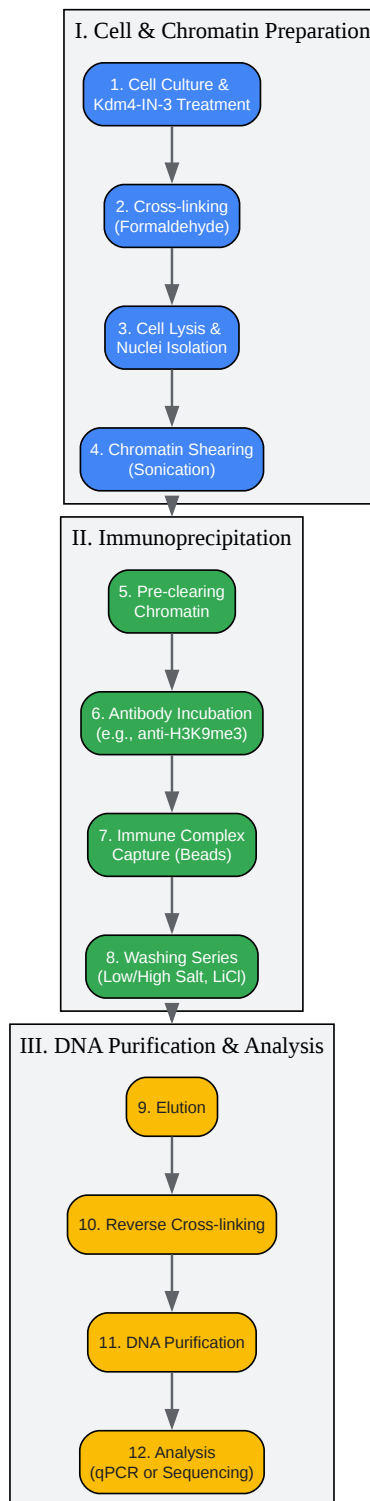 I. Cell & Chromatin Preparation
1. Cell Culture &
Kdm4-IN-3 Treatment
2. Cross-linking
(Formaldehyde)
3. Cell Lysis &
Nuclei Isolation
4. Chromatin Shearing
(Sonication)
II. Immunoprecipitation
5. Pre-clearing
Chromatin
6. Antibody Incubation
(e.g., anti-H3K9me3)
7. Immune Complex
Capture (Beads)
8. Washing Series
(Low/High Salt, LiCl)
III. DNA Purification & Analysis
9. Elution
10. Reverse Cross-linking
11. DNA Purification
12. Analysis
(qPCR or Sequencing)